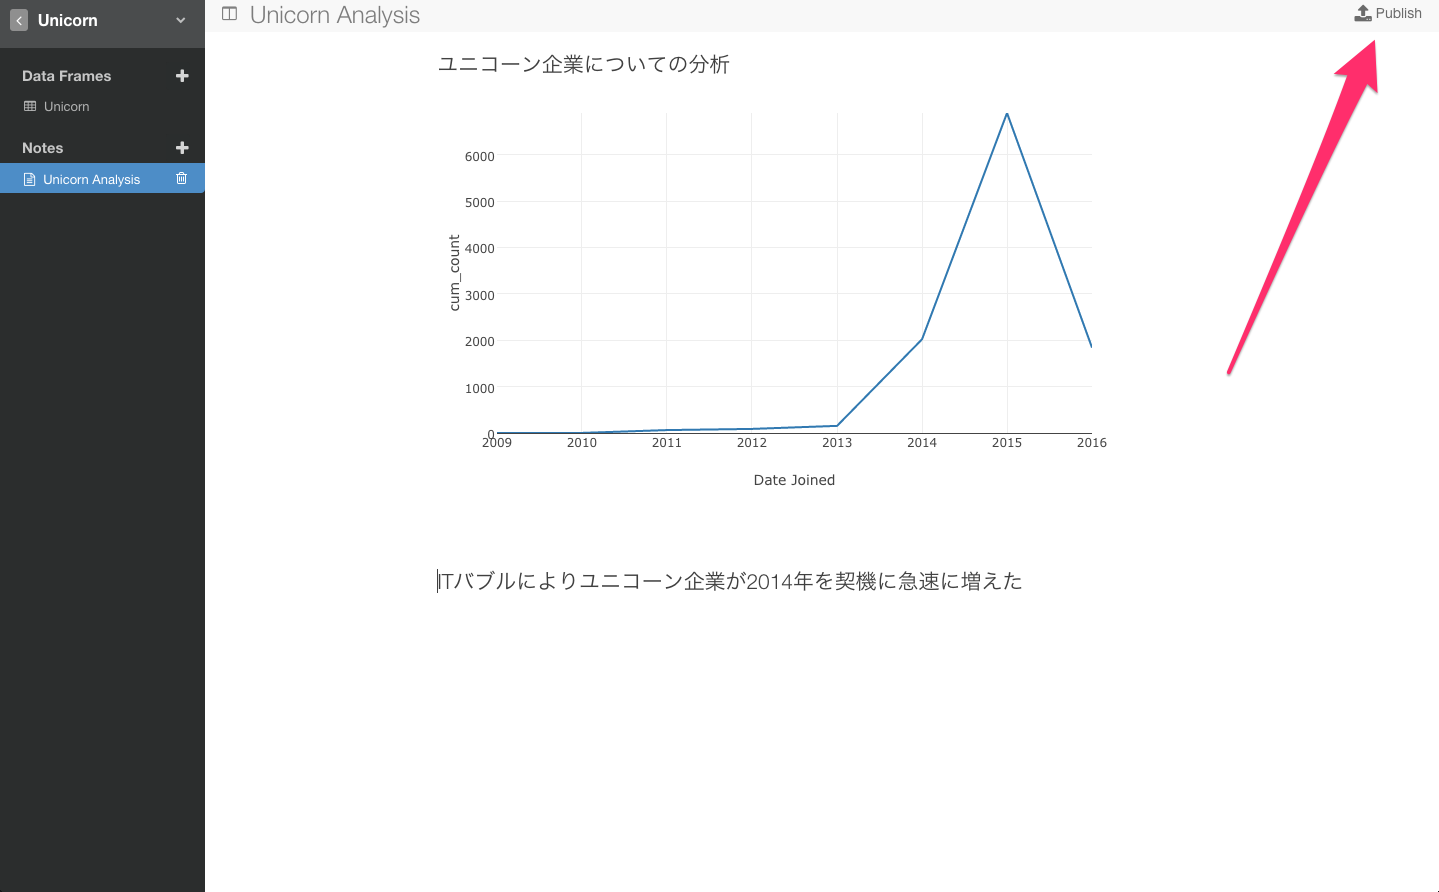 Unicorn
Data Frames
Unicorn
Notes
Unicorn Analysis
Unicorn Analysis
Publish
ユニコーン企業についての分析
6000
5000
4000
3000
2000
1000
0
cum_count
2009 2010 2011 2012 2013 2014 2015 2016
Date Joined
ITバブルによりユニコーン企業が2014年を契機に急速に増えた